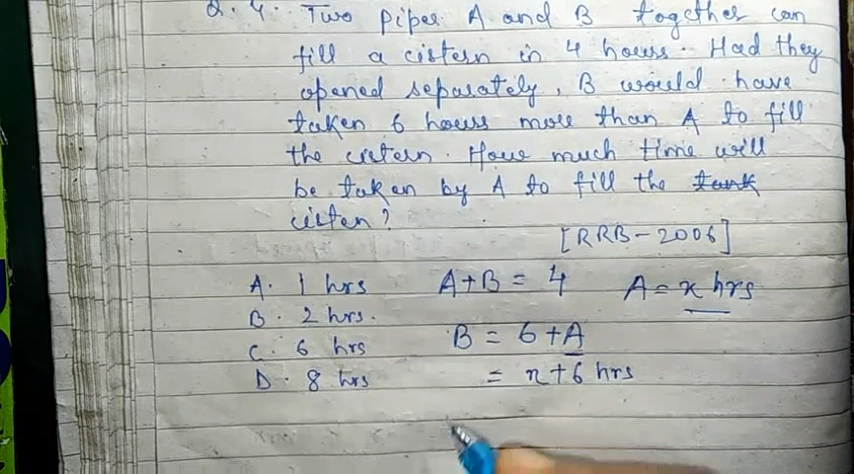 Q.4. Two pipes A and B together can
fill a cistern in 4 hours. Had they
opened separately, B would have
taken 6 hours more than A to fill
the cistern. How much time will
be taken by A to fill the tank
cisten?
[RRB-2006]
A. 1 hrs A+B = 4 A = x hrs
B. 2 hrs.
C. 6 hrs B = 6+A
D. 8 hrs = x+6 hrs